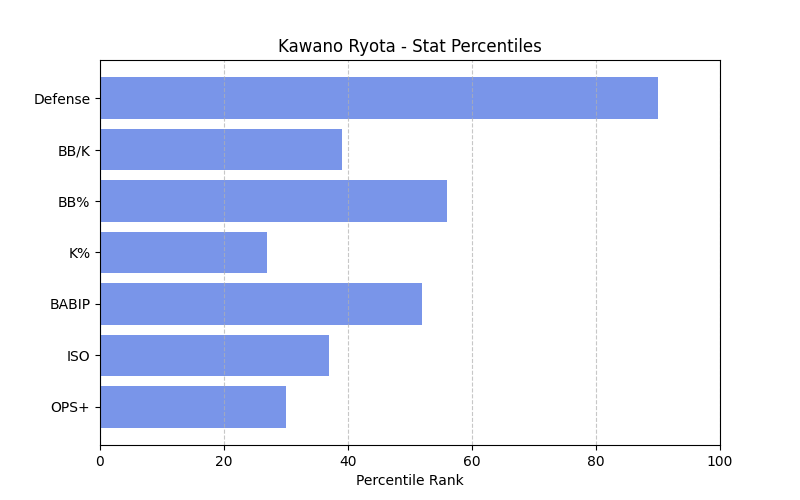 Kawano Ryota - Stat Percentiles
Defense
BB/K
BB%
K%
BABIP
ISO
OPS+
0 20 40 60 80 100
Percentile Rank